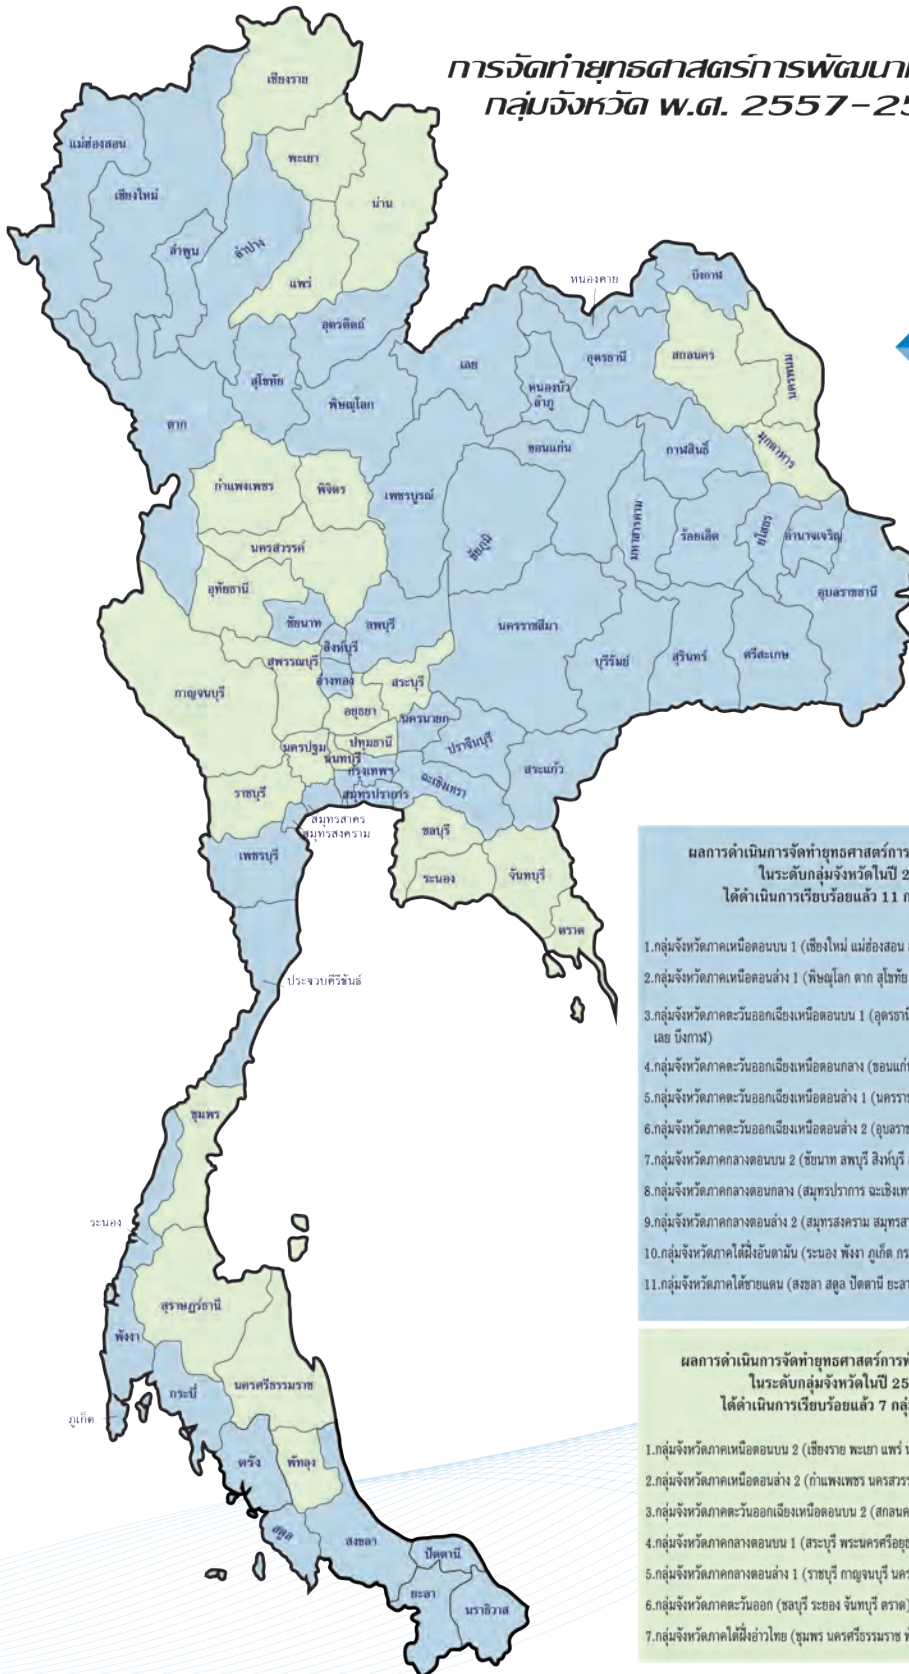 การจัดทำยุทธศาสตร์การพัฒนา
กลุ่มจังหวัด พ.ศ. 2557-25
เชียงราย
แม่ฮ่องสอน
พะเยา
เชียงใหม่
น่าน
ลำพูน
ลำปาง
แพร่
หนองคาย
บึงกาฬ
อุตรดิตถ์
เลย
อุดรธานี
สกลนคร
นครพนม
สุโขทัย
หนองบัว
ลำภู
พิษณุโลก
ตาก
ขอนแก่น
กาฬสินธุ์
มุกดาหาร
กำแพงเพชร
พิจิตร
เพชรบูรณ์
มหาสารคาม
ร้อยเอ็ด
ยโสธร
อำนาจเจริญ
นครสวรรค์
ชัยภูมิ
อุทัยธานี
อุบลราชธานี
ชัยนาท
ลพบุรี
นครราชสีมา
สิงห์บุรี
บุรีรัมย์
สุรินทร์
ศรีสะเกษ
สุพรรณบุรี
อ่างทอง
สระบุรี
กาญจนบุรี
อยุธยา
นครนายก
นครปฐม
ปทุมธานี
ปราจีนบุรี
นนทบุรี
กรุงเทพฯ
สระแก้ว
ราชบุรี
สมุทรปราการ
ฉะเชิงเทรา
สมุทรสาคร
สมุทรสงคราม
ชลบุรี
เพชรบุรี
ระนอง
จันทบุรี
ตราด
ประจวบคีรีขันธ์
ชุมพร
ระนอง
สุราษฎร์ธานี
พังงา
กระบี่
นครศรีธรรมราช
ภูเก็ต
ตรัง
พัทลุง
สตูล
สงขลา
ปัตตานี
ยะลา
นราธิวาส
ผลการดำเนินการจัดทำยุทธศาสตร์การ
ในระดับกลุ่มจังหวัดในปี 2
ได้ดำเนินการเรียบร้อยแล้ว 11 ก
1.กลุ่มจังหวัดภาคเหนือตอนบน 1 (เชียงใหม่ แม่ฮ่องสอน
2.กลุ่มจังหวัดภาคเหนือตอนล่าง 1 (พิษณุโลก ตาก สุโขทัย
3.กลุ่มจังหวัดภาคตะวันออกเฉียงเหนือตอนบน 1 (อุดรธานี
เลย บึงกาฬ)
4.กลุ่มจังหวัดภาคตะวันออกเฉียงเหนือตอนกลาง (ขอนแก่น
5.กลุ่มจังหวัดภาคตะวันออกเฉียงเหนือตอนล่าง 1 (นครรา
6.กลุ่มจังหวัดภาคตะวันออกเฉียงเหนือตอนล่าง 2 (อุบลรา
7.กลุ่มจังหวัดภาคกลางตอนบน 2 (ชัยนาท ลพบุรี สิงห์บุรี
8.กลุ่มจังหวัดภาคกลางตอนกลาง (สมุทรปราการ ฉะเชิงเท
9.กลุ่มจังหวัดภาคกลางตอนล่าง 2 (สมุทรสงคราม สมุทรสา
10.กลุ่มจังหวัดภาคใต้ฝั่งอันดามัน (ระนอง พังงา ภูเก็ต กร
11.กลุ่มจังหวัดภาคใต้ชายแดน (สงขลา สตูล ปัตตานี ยะลา
ผลการดำเนินการจัดทำยุทธศาสตร์การพั
ในระดับกลุ่มจังหวัดในปี 25
ได้ดำเนินการเรียบร้อยแล้ว 7 กลุ่
1.กลุ่มจังหวัดภาคเหนือตอนบน 2 (เชียงราย พะเยา แพร่ น
2.กลุ่มจังหวัดภาคเหนือตอนล่าง 2 (กำแพงเพชร นครสวรร
3.กลุ่มจังหวัดภาคตะวันออกเฉียงเหนือตอนบน 2 (สกลนค
4.กลุ่มจังหวัดภาคกลางตอนบน 1 (สระบุรี พระนครศรีอยุธ
5.กลุ่มจังหวัดภาคกลางตอนล่าง 1 (ราชบุรี กาญจนบุรี นคร
6.กลุ่มจังหวัดภาคตะวันออก (ชลบุรี ระยอง จันทบุรี ตราด)
7.กลุ่มจังหวัดภาคใต้ฝั่งอ่าวไทย (ชุมพร นครศรีธรรมราช พั